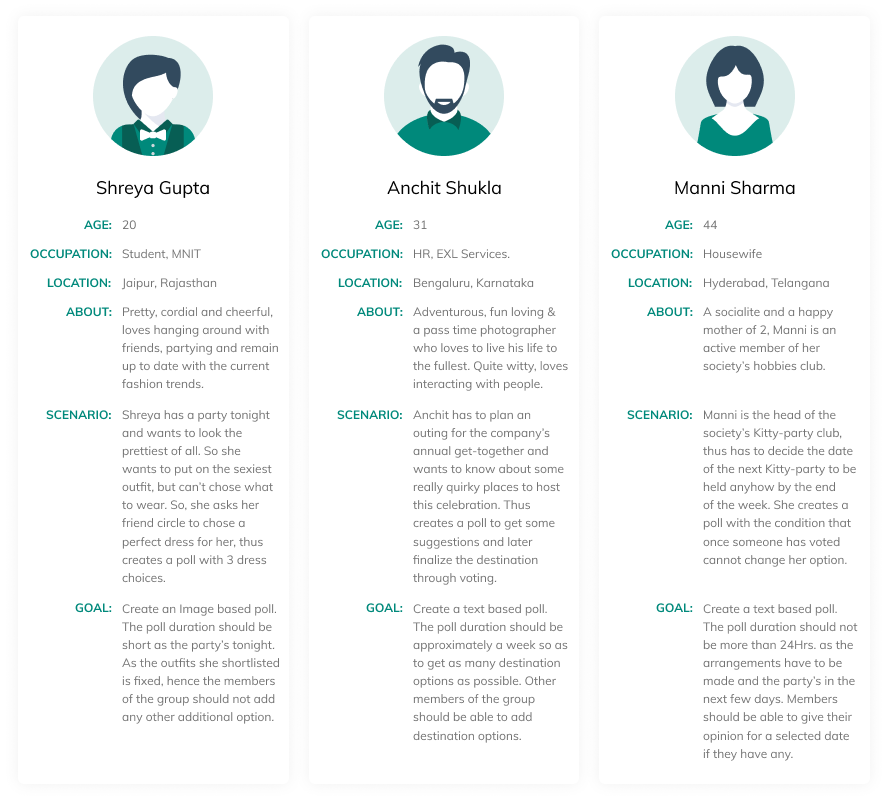 Shreya Gupta
AGE: 20
OCCUPATION: Student, MNIT
LOCATION: Jaipur, Rajasthan
ABOUT: Pretty, cordial and cheerful,
loves hanging around with
friends, partying and remain
up to date with the current
fashion trends.
SCENARIO: Shreya has a party tonight
and wants to look the
prettiest of all. So she
wants to put on the sexiest
outfit, but can't chose what
to wear. So, she asks her
friend circle to chose a
perfect dress for her, thus
creates a poll with 3 dress
choices.
GOAL: Create an Image based poll.
The poll duration should be
short as the party's tonight.
As the outfits she shortlisted
is fixed, hence the members
of the group should not add
any other additional option.
Anchit Shukla
AGE: 31
OCCUPATION: HR, EXL Services.
LOCATION: Bengaluru, Karnataka
ABOUT: Adventurous, fun loving &
a pass time photographer
who loves to live his life to
the fullest. Quite witty, loves
interacting with people.
SCENARIO: Anchit has to plan an
outing for the company's
annual get-together and
wants to know about some
really quirky places to host
this celebration. Thus
creates a poll to get some
suggestions and later
finalize the destination
through voting.
GOAL: Create a text based poll.
The poll duration should be
approximately a week so as
to get as many destination
options as possible. Other
members of the group
should be able to add
destination options.
Manni Sharma
AGE: 44
OCCUPATION: Housewife
LOCATION: Hyderabad, Telangana
ABOUT: A socialite and a happy
mother of 2, Manni is an
active member of her
society's hobbies club.
SCENARIO: Manni is the head of the
society's Kitty-party club,
thus has to decide the date
of the next Kitty-party to be
held anyhow by the end
of the week. She creates a
poll with the condition that
once someone has voted
cannot change her option.
GOAL: Create a text based poll.
The poll duration should not
be more than 24Hrs. as the
arrangements have to be
made and the party's in the
next few days. Members
should be able to give their
opinion for a selected date
if they have any.